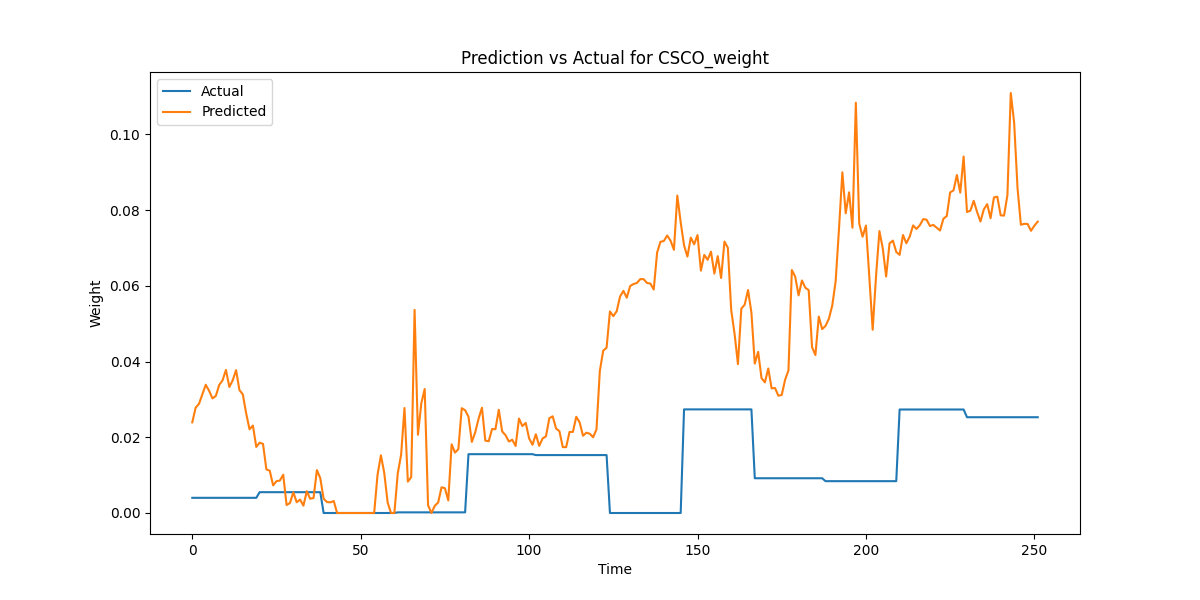 Prediction vs Actual for CSCO_weight
Actual
Predicted
0.10
0.08
0.06
0.04
0.02
0.00
Weight
0 50 100 150 200 250
Time